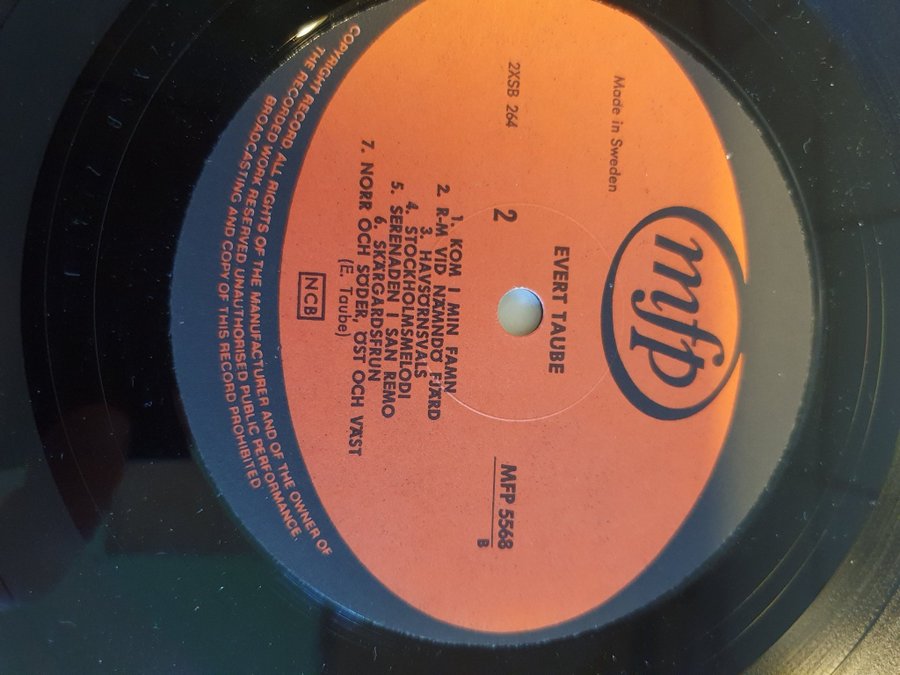 mfp
Made in Sweden
EVERT TAUBE
2XSB 264
2
MFP 5568
B
1. KOM I MIN FAMN
2. R-M VID NÄMNDÖ FJÄRD
3. HAVSÖRNSVALS
4. STOCKHOLMSMELODI
5. SERENADEN I SAN REMO
6. SKÄRGÅRDSFRUN
7. NORR OCH SÖDER, ÖST OCH VÄST
(E. Taube)
NCB
COPYRIGHT RECORD ALL RIGHTS OF THE MANUFACTURER AND OF THE OWNER OF
THE RECORDED WORK RESERVED UNAUTHORISED PUBLIC PERFORMANCE.
BROADCASTING AND COPY OF THIS RECORD PROHIBITED